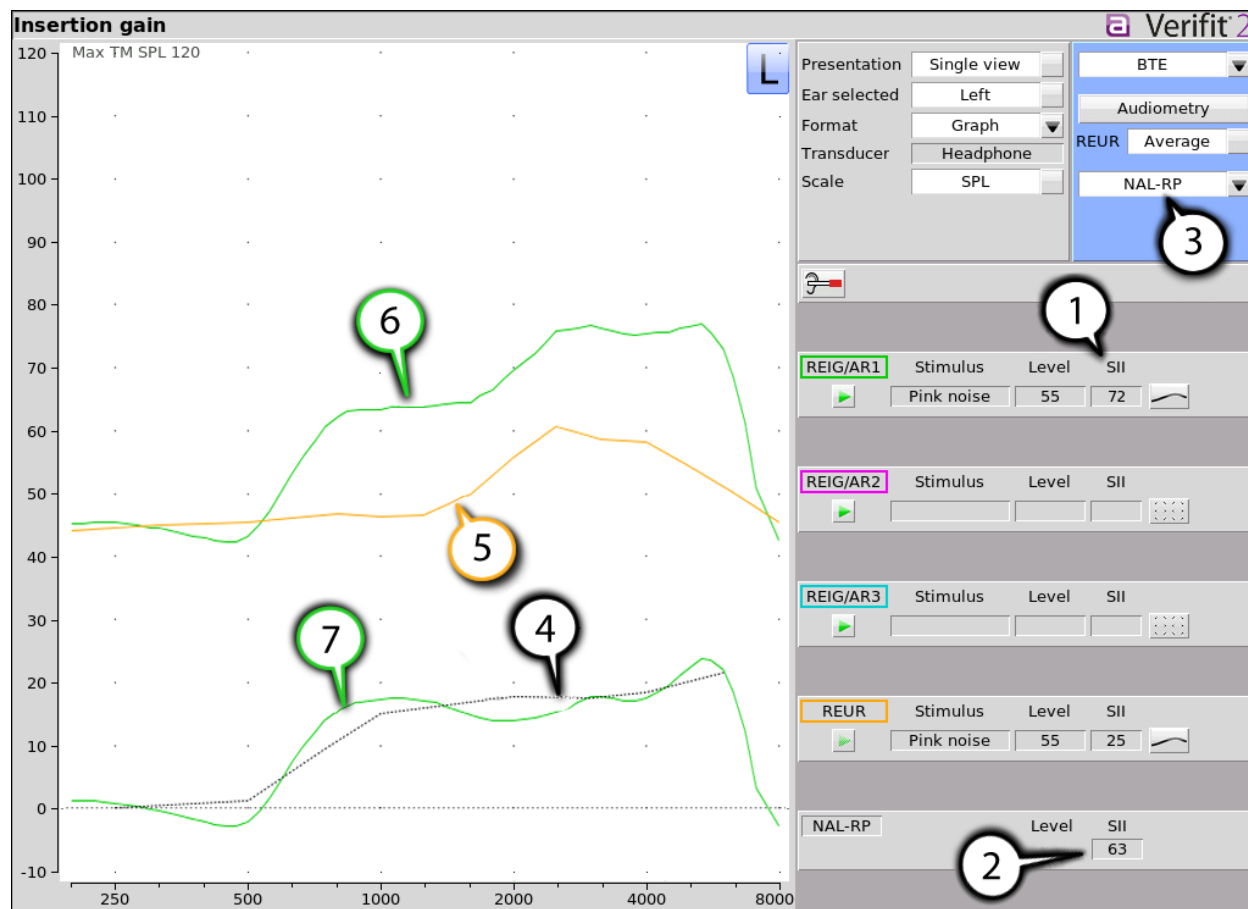 Insertion gain
a Verifit® 2
Max TM SPL 120
L
120
110
100
90
80
70
60
50
40
30
20
10
0
-10
250 500 1000 2000 4000 8000
6
5
7
4
Presentation Single view
Ear selected Left
Format Graph
Transducer Headphone
Scale SPL
BTE
Audiometry
REUR Average
NAL-RP
3
1
REIG/AR1 Stimulus Level SII
Pink noise 55 72
REIG/AR2 Stimulus Level SII
REIG/AR3 Stimulus Level SII
REUR Stimulus Level SII
Pink noise 55 25
NAL-RP Level SII
63
2